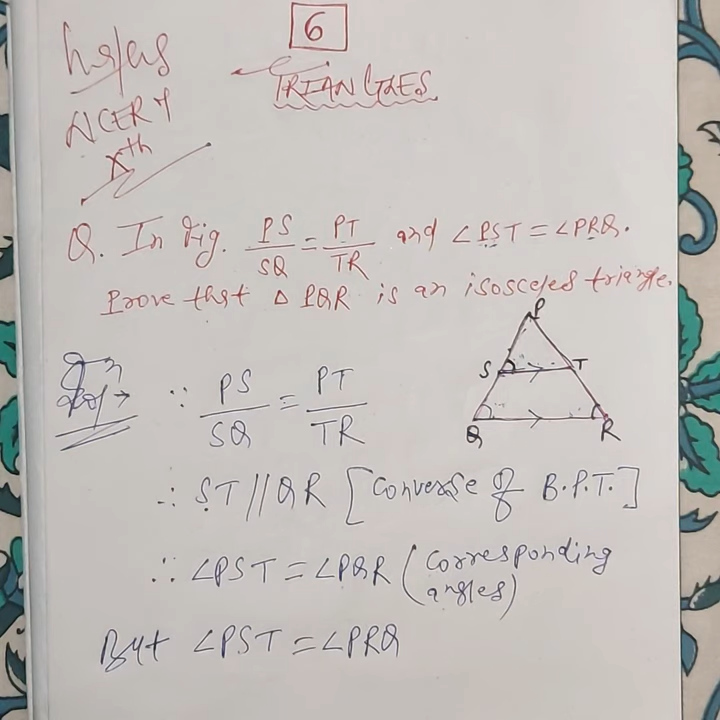 6
TRIANGLES
NCERT
Xth
Q. In Fig. PS/SQ = PT/TR and ∠PST = ∠PRQ.
Prove that △ PQR is an isosceles triangle.
P
S T
Q R
∵ PS/SQ = PT/TR
∴ ST || QR [Converse of B.P.T.]
∴ ∠PST = ∠PQR (Corresponding
angles)
But ∠PST = ∠PRQ